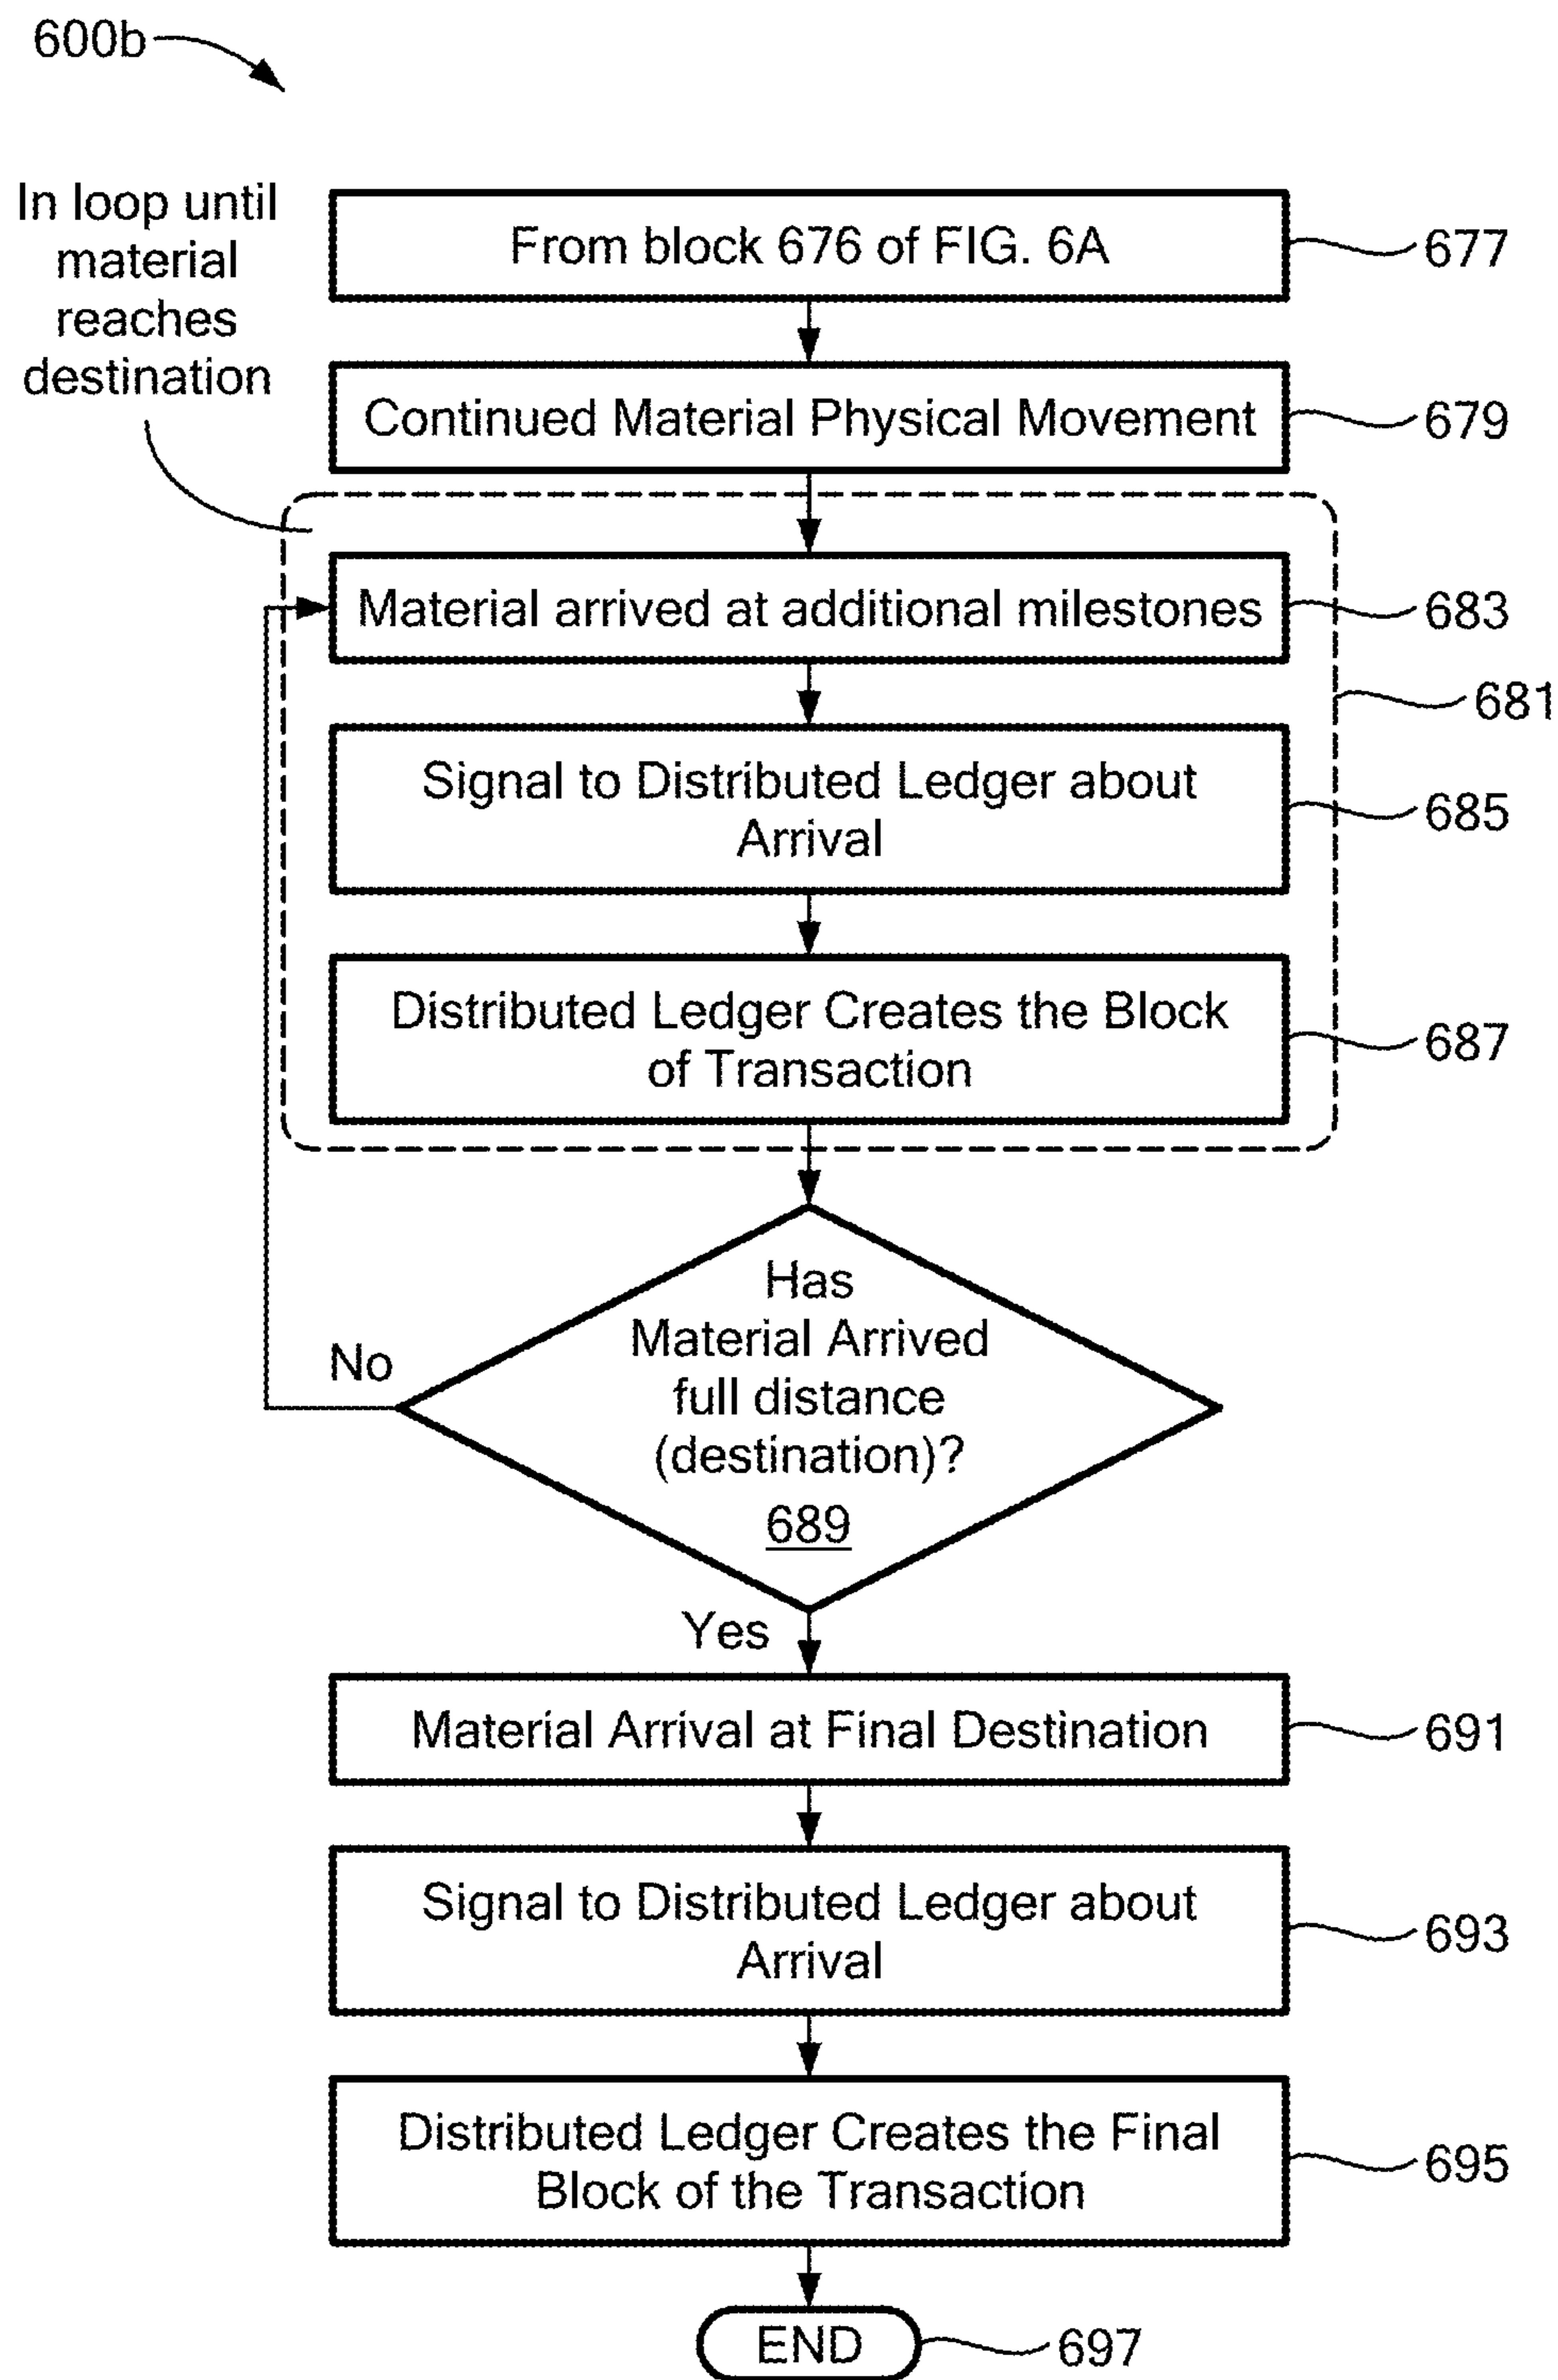 600b
In loop until
material
reaches
destination
From block 676 of FIG. 6A
677
Continued Material Physical Movement
679
Material arrived at additional milestones
683
681
Signal to Distributed Ledger about
Arrival
685
Distributed Ledger Creates the Block
of Transaction
687
Has
Material Arrived
full distance
(destination)?
689
No
Yes
Material Arrival at Final Destination
691
Signal to Distributed Ledger about
Arrival
693
Distributed Ledger Creates the Final
Block of the Transaction
695
END
697